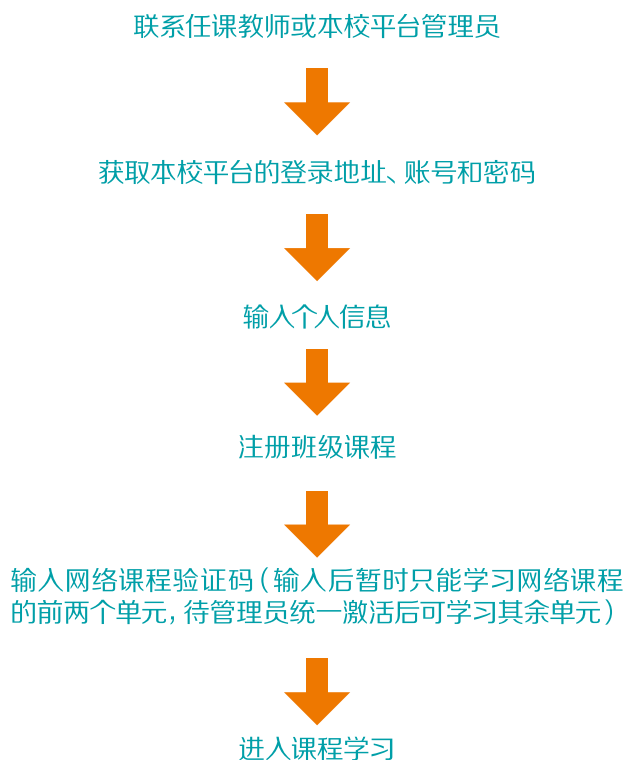 联系任课教师或本校平台管理员
获取本校平台的登录地址、账号和密码
输入个人信息
注册班级课程
输入网络课程验证码(输入后暂时只能学习网络课程
的前两个单元,待管理员统一激活后可学习其余单元)
进入课程学习